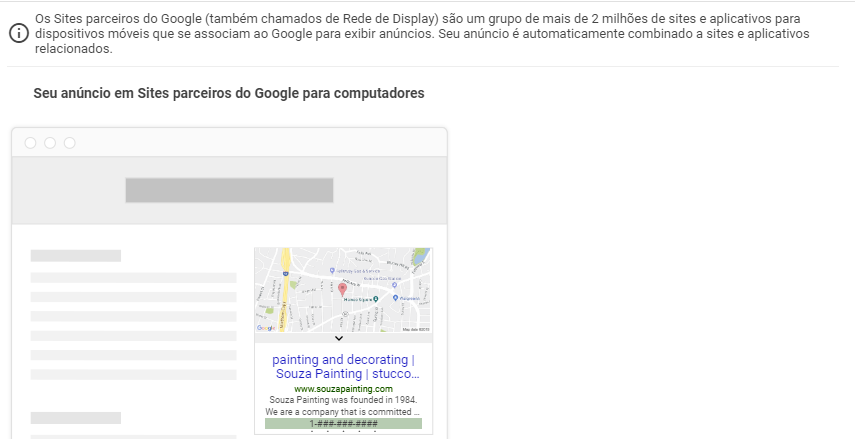 Os Sites parceiros do Google (também chamados de Rede de Display) são um grupo de mais de 2 milhões de sites e aplicativos para
dispositivos móveis que se associam ao Google para exibir anúncios. Seu anúncio é automaticamente combinado a sites e aplicativos
relacionados.
Seu anúncio em Sites parceiros do Google para computadores
Google
Map data ©2019
painting and decorating |
Souza Painting | stucco...
www.souzapainting.com
Souza Painting was founded in 1984.
We are a company that is committed ...
1-###-###-####